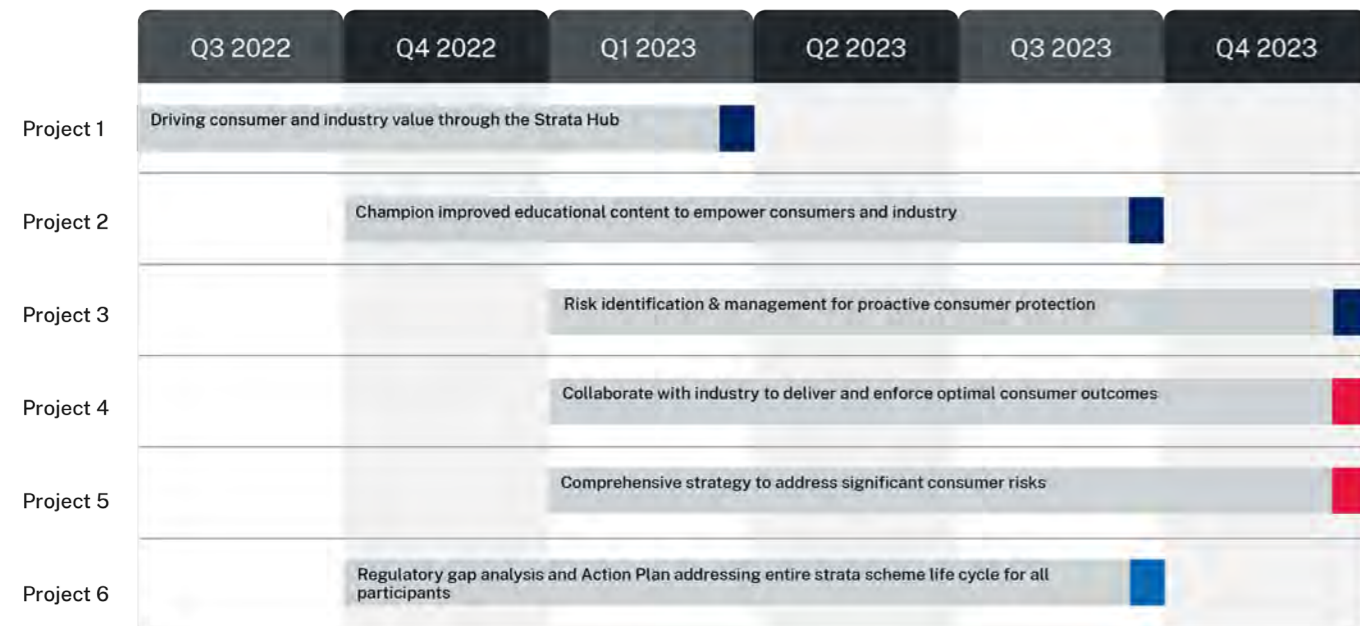 Q3 2022 Q4 2022 Q1 2023 Q2 2023 Q3 2023 Q4 2023
Project 1 Driving consumer and industry value through the Strata Hub
Project 2 Champion improved educational content to empower consumers and industry
Project 3 Risk identification & management for proactive consumer protection
Project 4 Collaborate with industry to deliver and enforce optimal consumer outcomes
Project 5 Comprehensive strategy to address significant consumer risks
Project 6 Regulatory gap analysis and Action Plan addressing entire strata scheme life cycle for all
participants